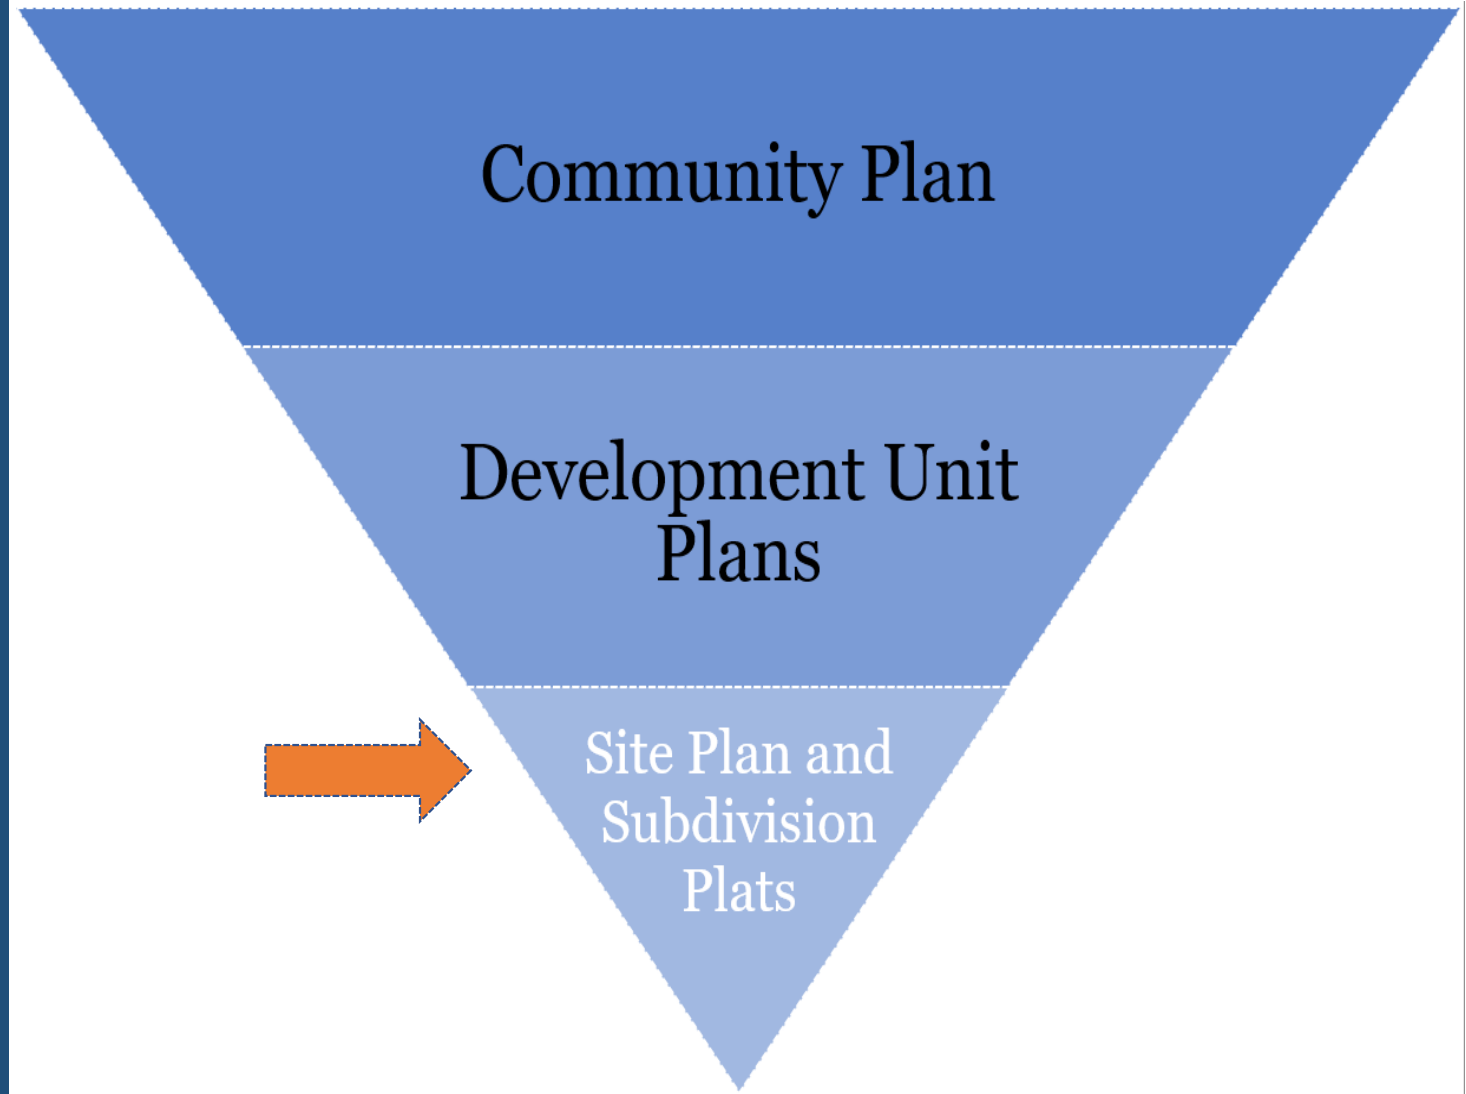 Community Plan
Development Unit
Plans
Site Plan and
Subdivision
Plats